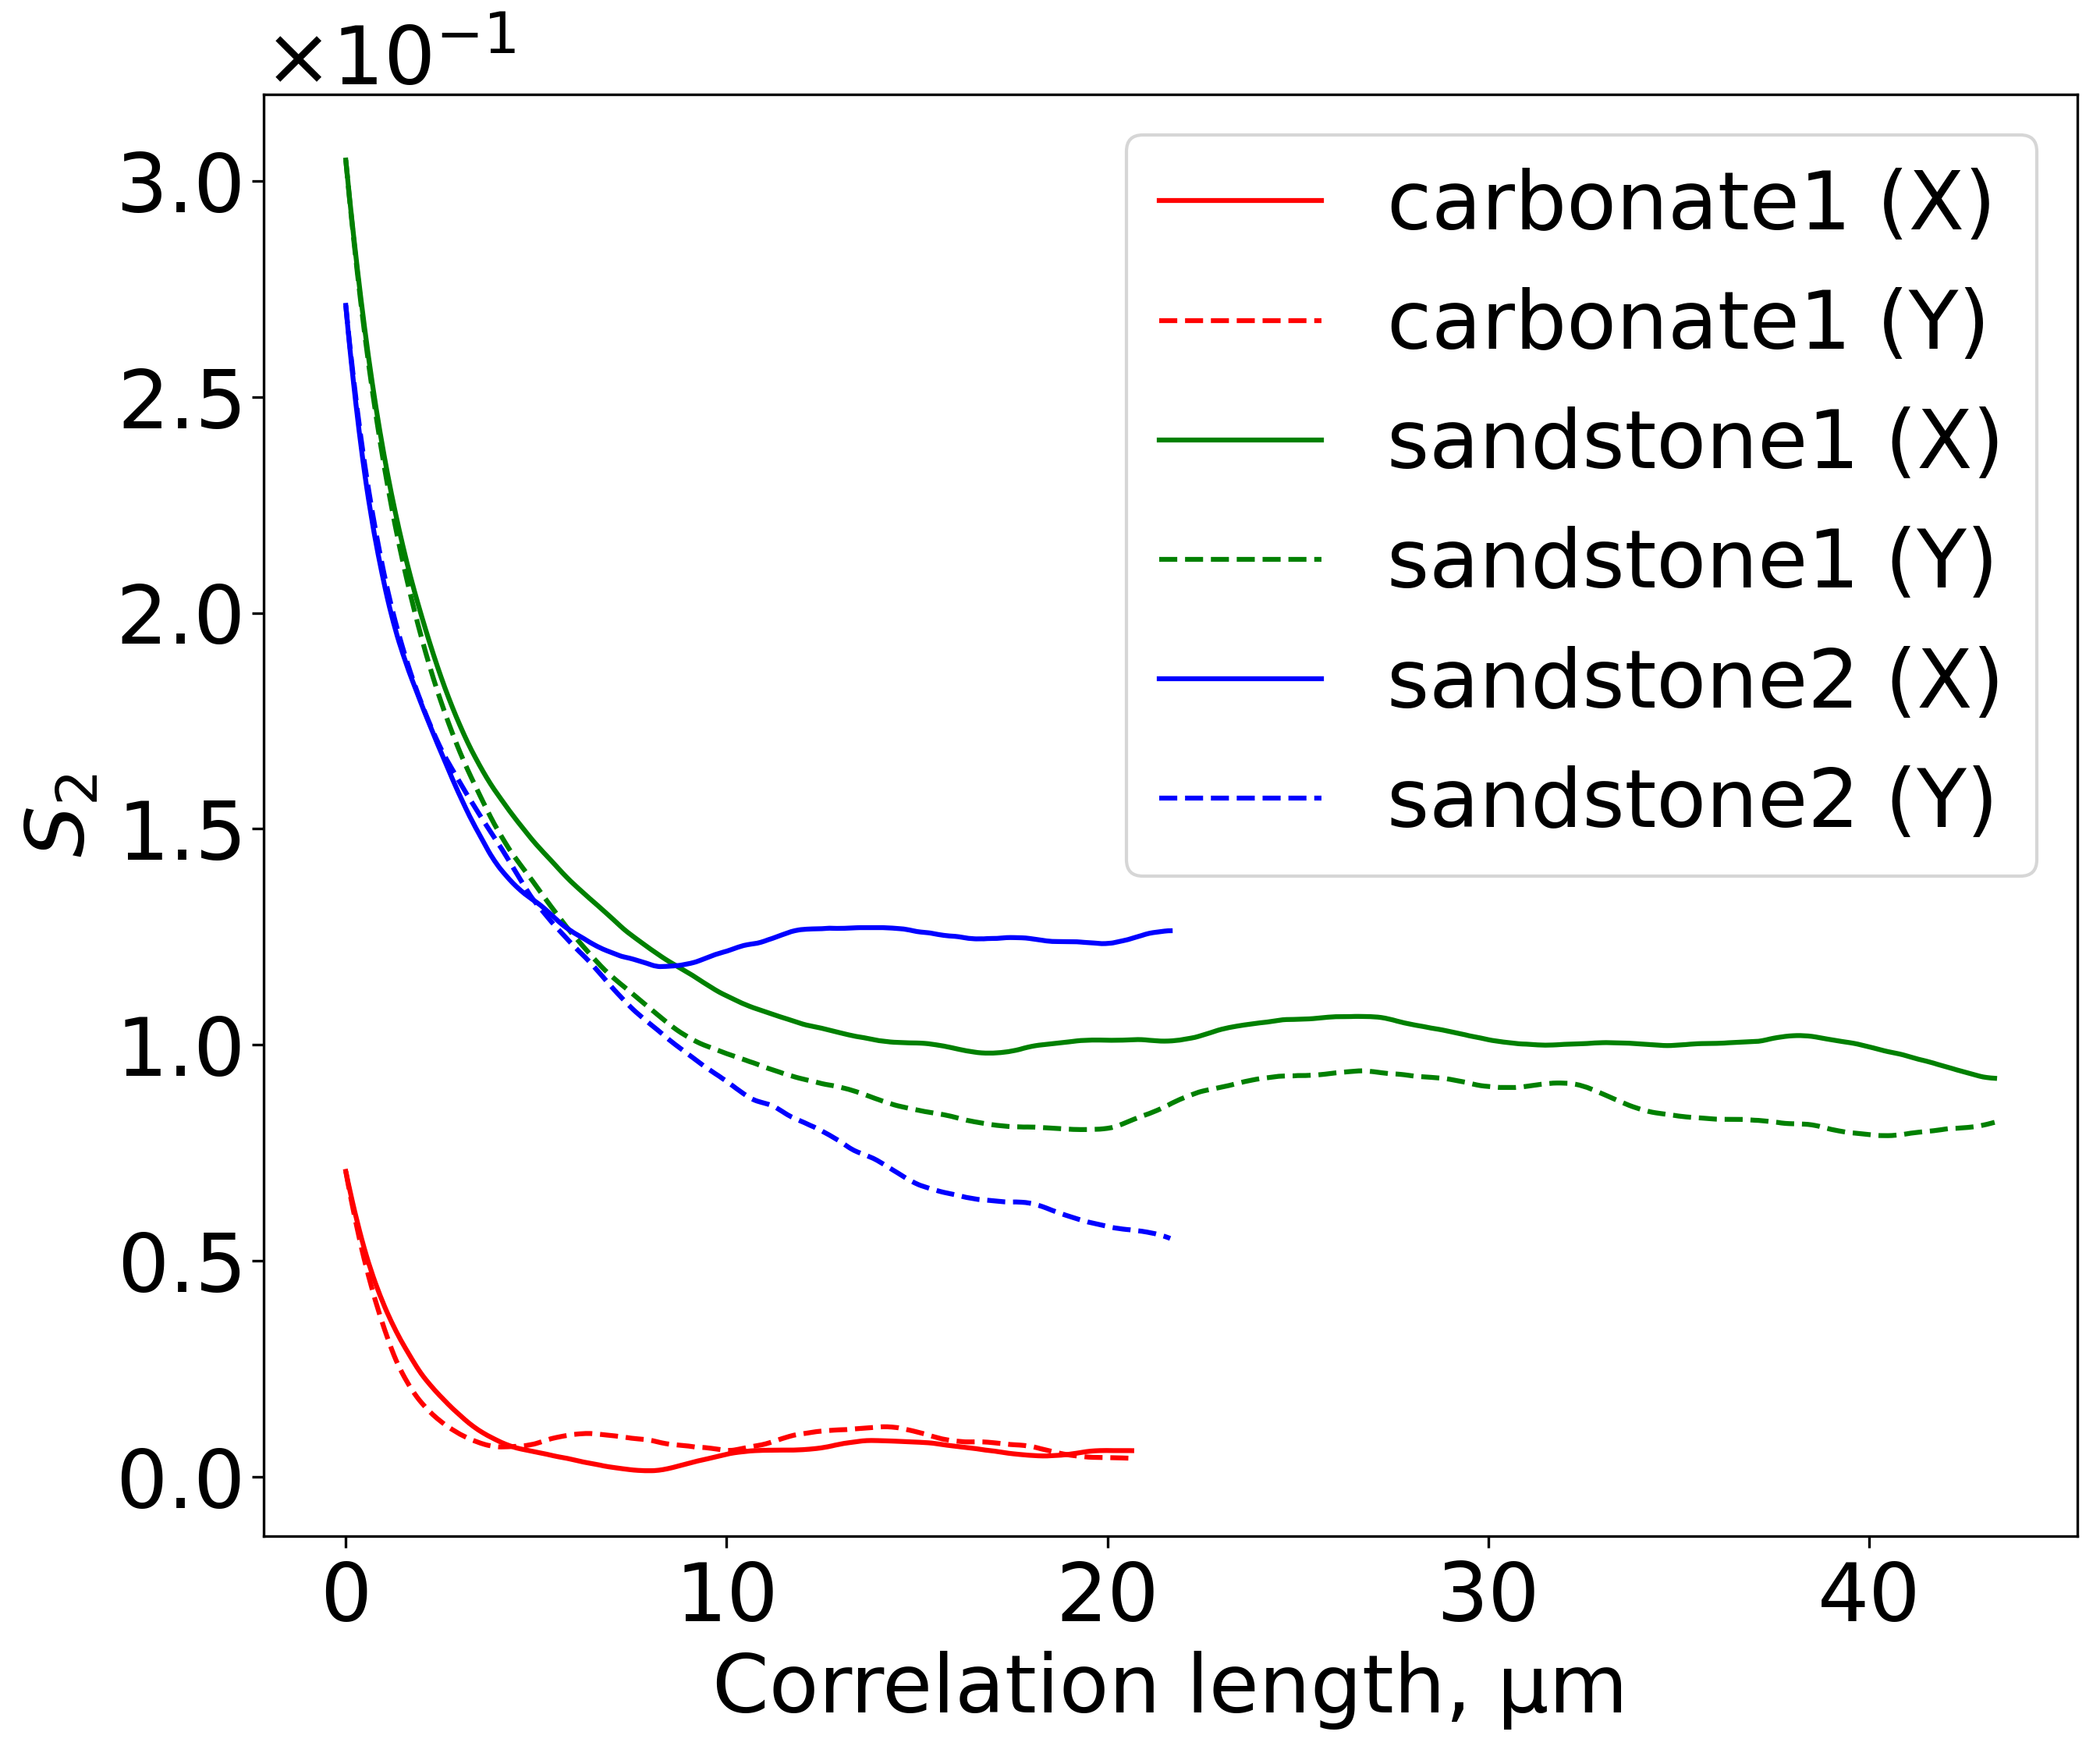 ×10⁻¹
3.0
2.5
2.0
1.5
1.0
0.5
0.0
S₂
0 10 20 30 40
Correlation length, µm
carbonate1 (X)
carbonate1 (Y)
sandstone1 (X)
sandstone1 (Y)
sandstone2 (X)
sandstone2 (Y)